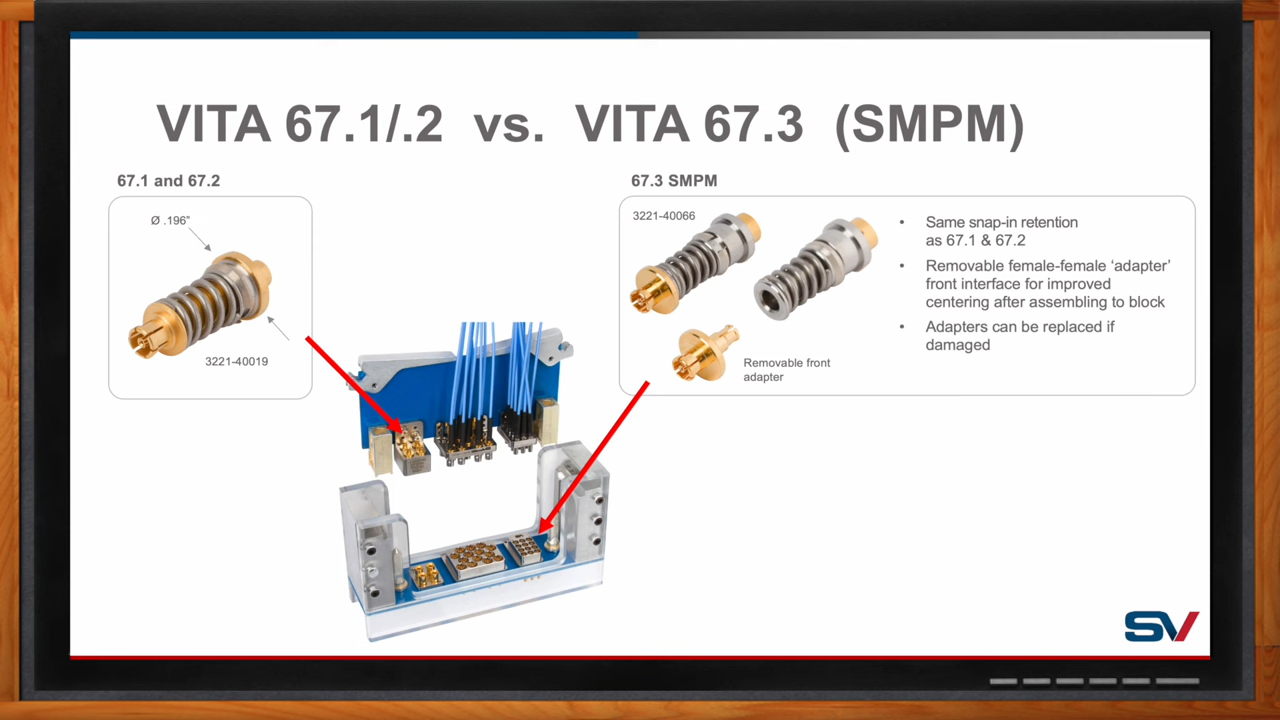 VITA 67.1/.2 vs. VITA 67.3 (SMPM)
67.1 and 67.2
Ø .196"
3221-40019
67.3 SMPM
3221-40066
Removable front
adapter
• Same snap-in retention
as 67.1 & 67.2
• Removable female-female ‘adapter’
front interface for improved
centering after assembling to block
• Adapters can be replaced if
damaged
SV